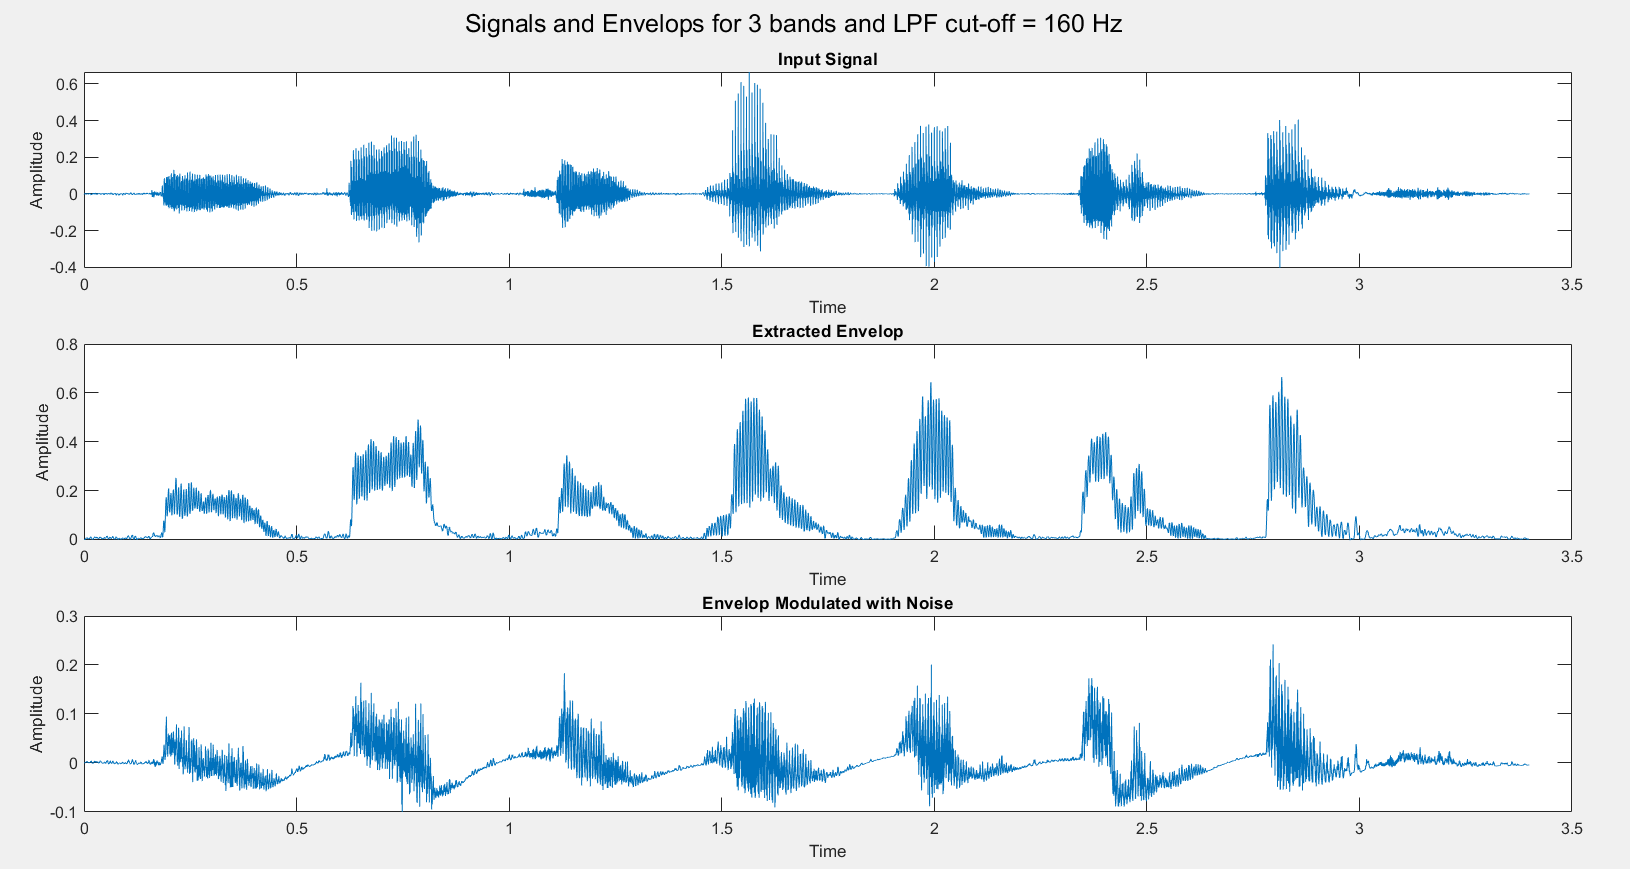 Signals and Envelops for 3 bands and LPF cut-off = 160 Hz
Input Signal
Amplitude
0.6
0.4
0.2
0
-0.2
-0.4
0 0.5 1 1.5 2 2.5 3 3.5
Time
Extracted Envelop
Amplitude
0.8
0.6
0.4
0.2
0
0 0.5 1 1.5 2 2.5 3 3.5
Time
Envelop Modulated with Noise
Amplitude
0.3
0.2
0.1
0
-0.1
0 0.5 1 1.5 2 2.5 3 3.5
Time